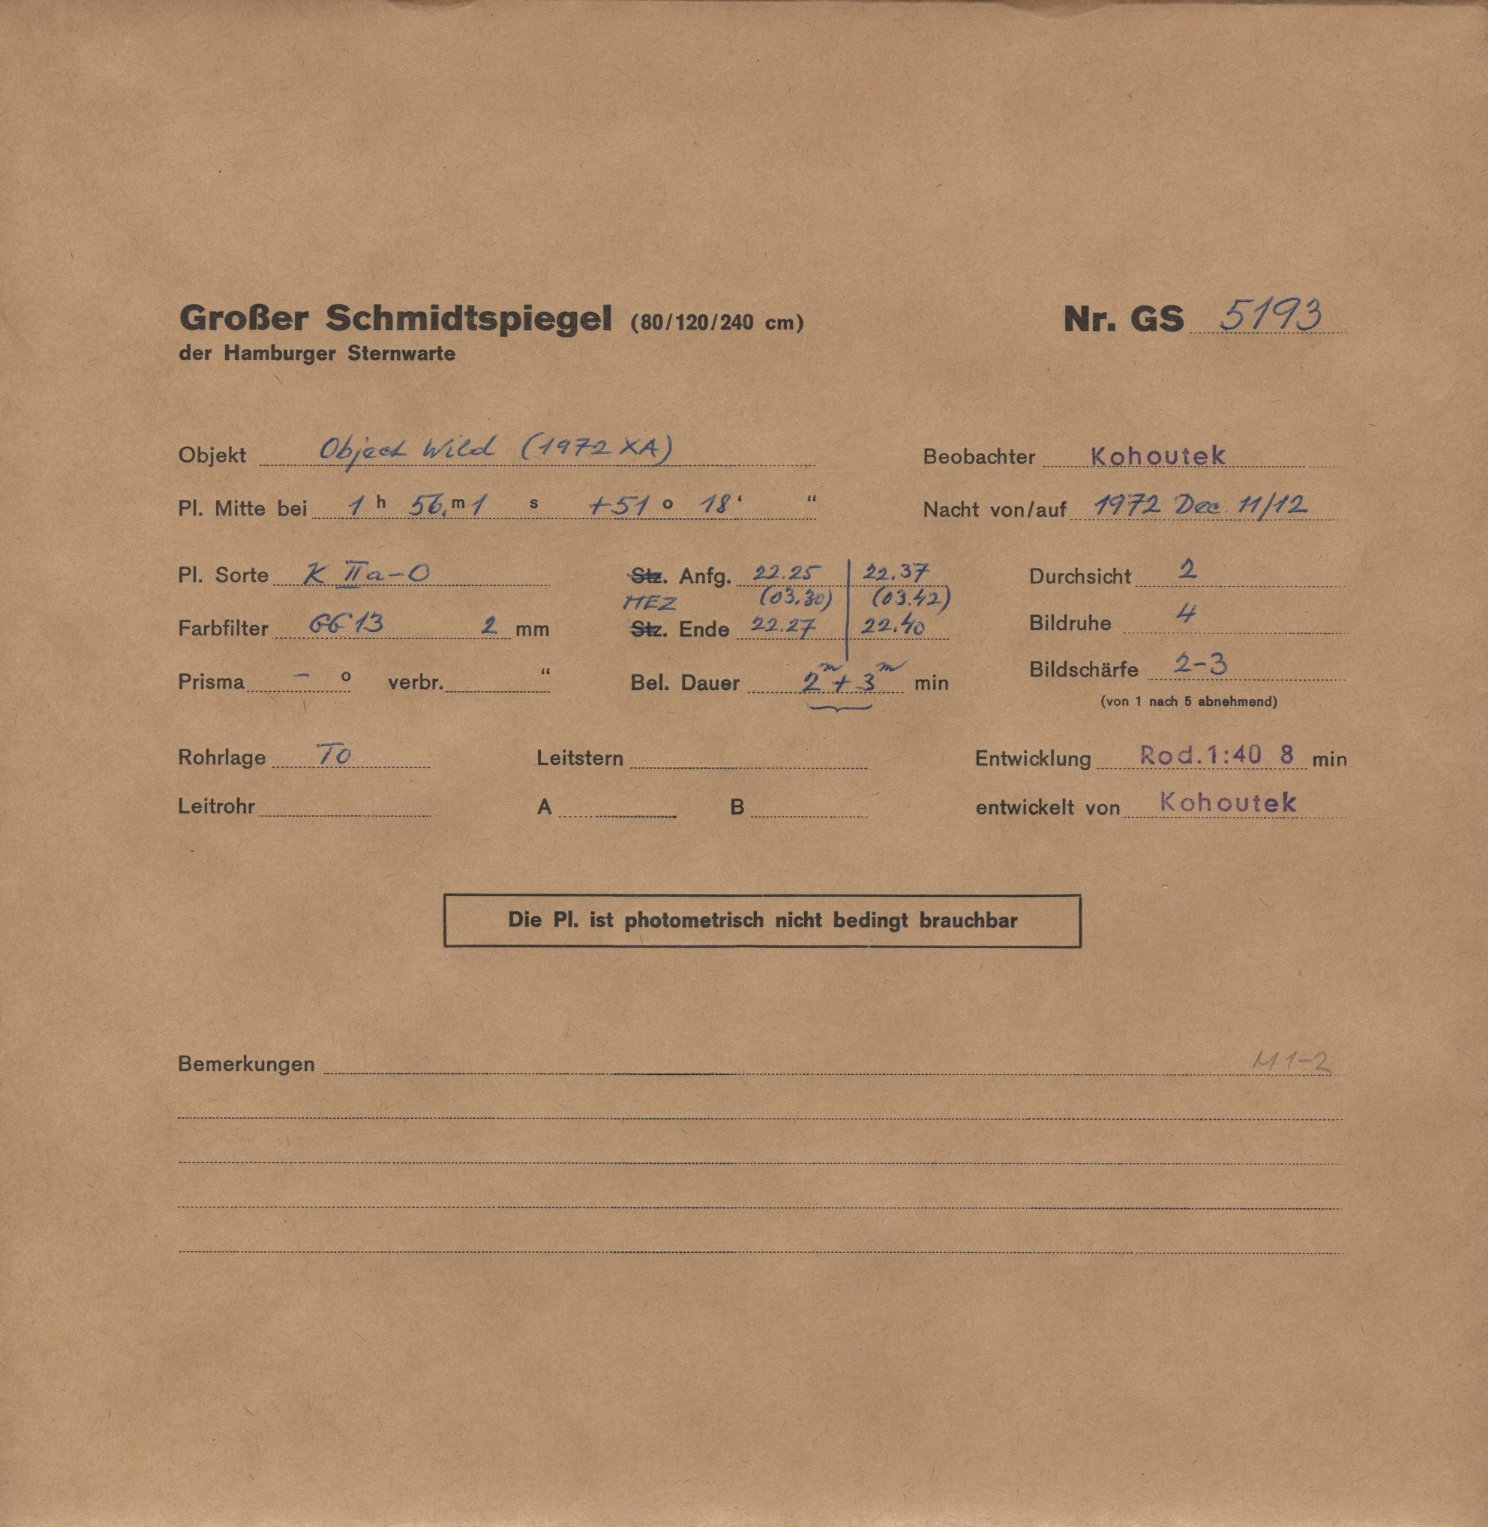 Großer Schmidtspiegel (80/120/240 cm) Nr. GS 5193
der Hamburger Sternwarte
Objekt Object Wild (1972 XA) Beobachter Kohoutek
Pl. Mitte bei 1 h 56. m 1 s +51 o 18 ' " Nacht von/auf 1972 Dec 11/12
Pl. Sorte K IIa-O Stz. Anfg. 22.25 22.37 Durchsicht 2
MEZ (03.30) (03.42)
Farbfilter GG13 2 mm Stz. Ende 22.27 22.40 Bildruhe 4
Prisma - o verbr. " Bel. Dauer 2m + 3m min Bildschärfe 2-3
(von 1 nach 5 abnehmend)
Rohrlage TO Leitstern Entwicklung Rod.1:40 8 min
Leitrohr A B entwickelt von Kohoutek
Die Pl. ist photometrisch nicht bedingt brauchbar
Bemerkungen M1-2